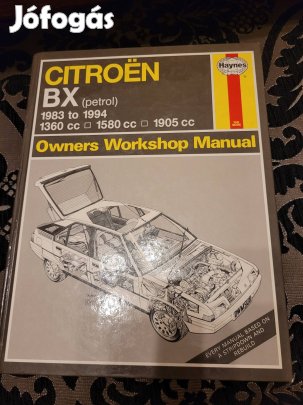 Jófogás
Haynes
CITROËN
BX (petrol)
1983 to 1994
1360 cc □ 1580 cc □ 1905 cc
Owners Workshop Manual
EVERY MANUAL BASED ON
A STRIPDOWN AND
REBUILD